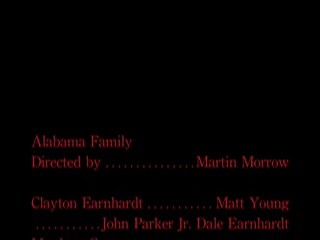 Alabama Family
Directed by ...............Martin Morrow
Clayton Earnhardt ........... Matt Young
...........John Parker Jr. Dale Earnhardt